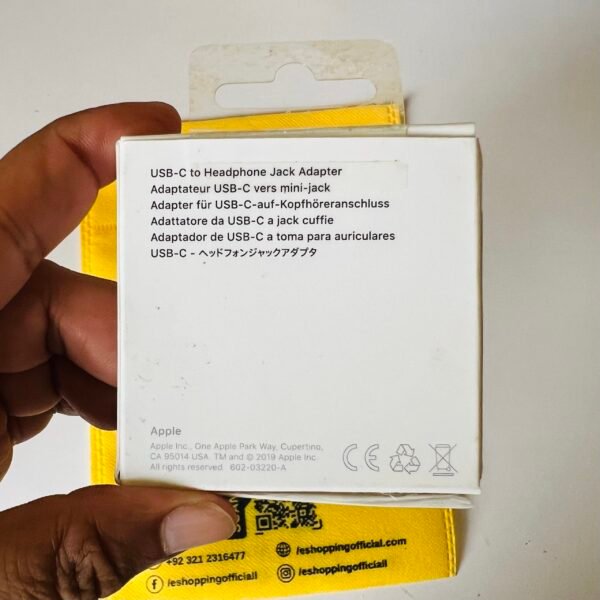 USB-C to Headphone Jack Adapter
Adaptateur USB-C vers mini-jack
Adapter für USB-C-auf-Kopfhöreranschluss
Adattatore da USB-C a jack cuffie
Adaptador de USB-C a toma para auriculares
USB-C - ヘッドフォンジャックアダプタ
Apple
Apple Inc., One Apple Park Way, Cupertino,
CA 95014 USA. TM and © 2019 Apple Inc.
All rights reserved. 602-03220-A
CE
+92 321 2316477
/eshoppingofficial.com
/eshoppingofficiall
/eshoppingofficiall